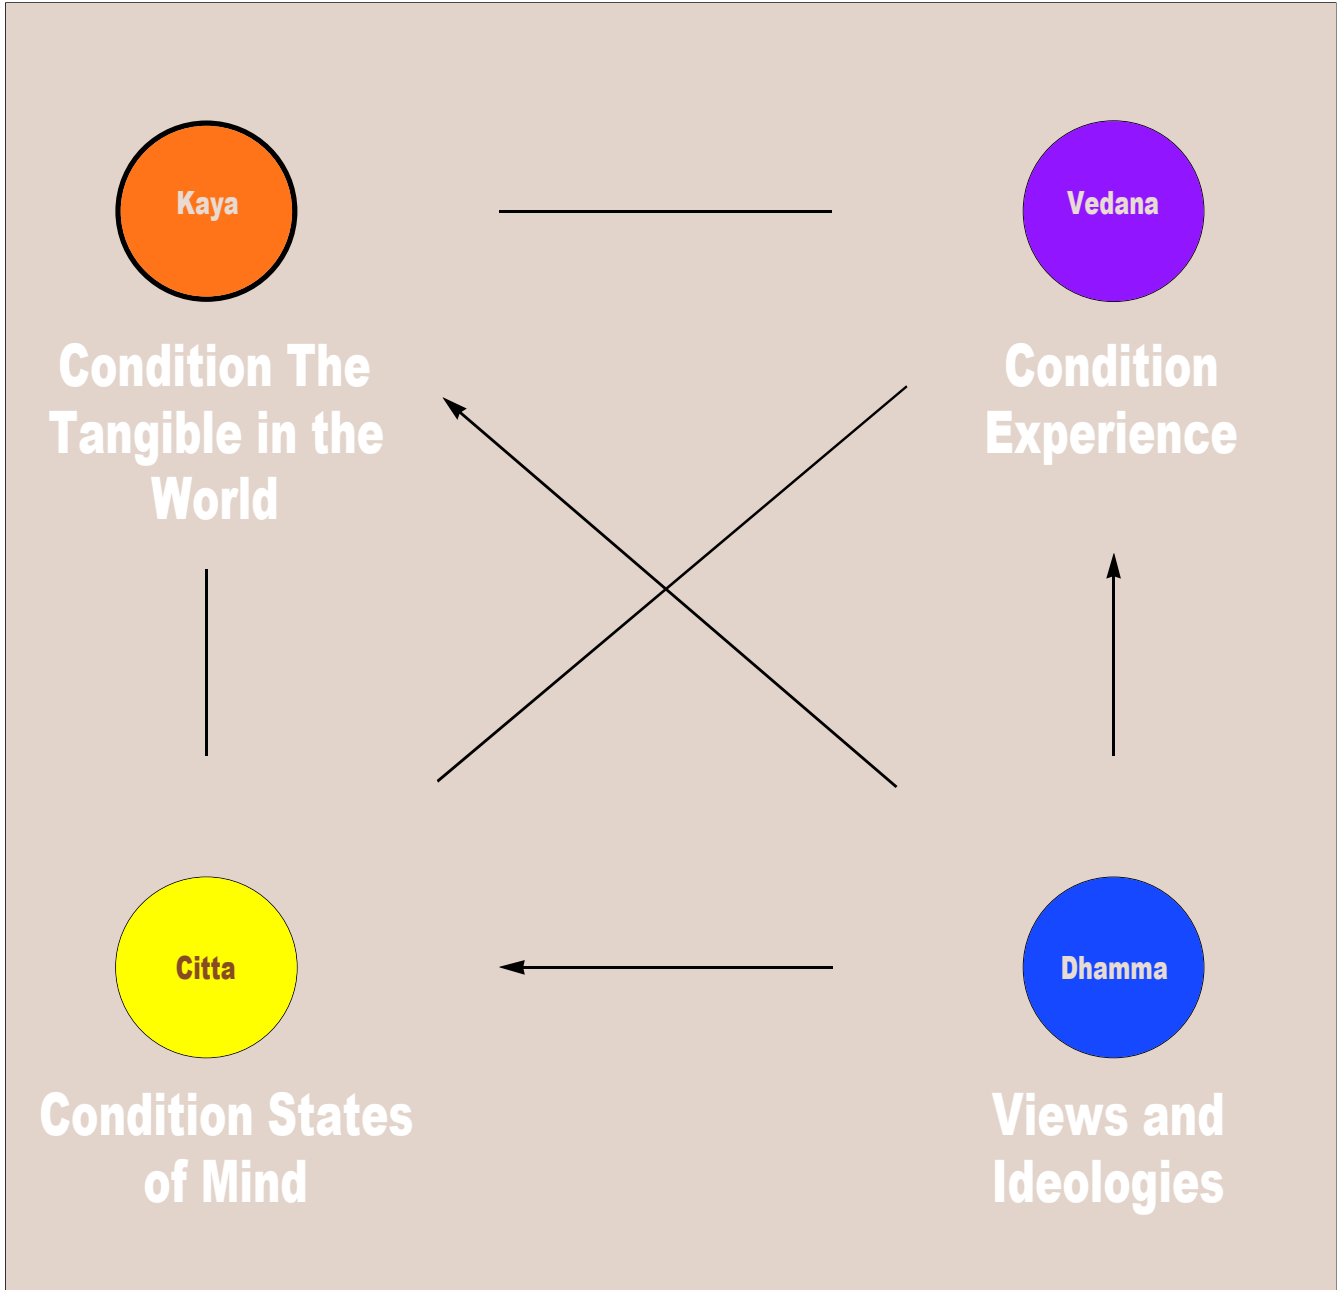 Kaya
Vedana
Condition The
Tangible in the
World
Condition
Experience
Citta
Dhamma
Condition States
of Mind
Views and
Ideologies